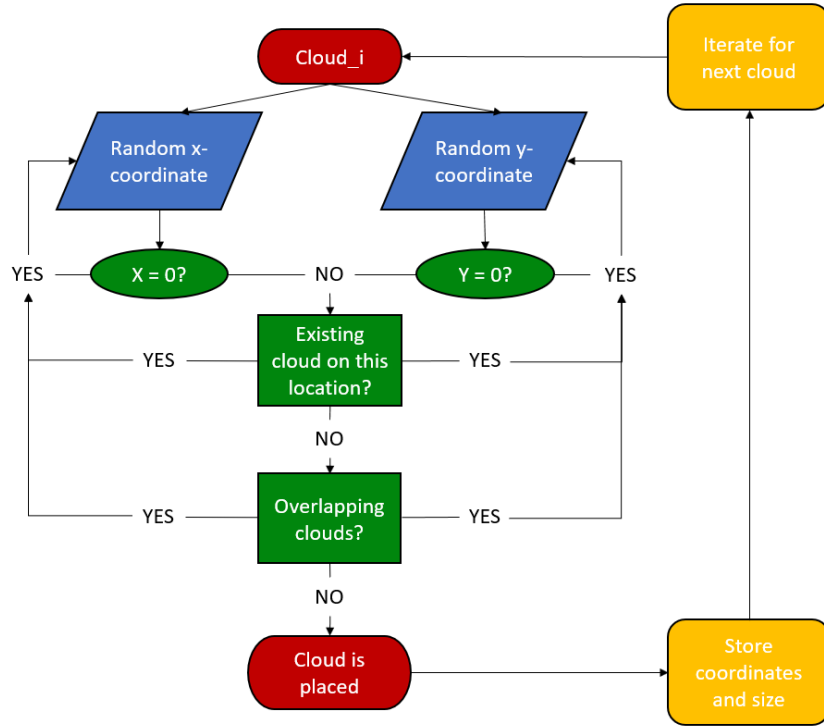 Cloud_i
Iterate for
next cloud
Random x-
coordinate
Random y-
coordinate
YES
X = 0?
NO
Y = 0?
YES
Existing
cloud on this
location?
YES
YES
NO
Overlapping
clouds?
YES
YES
NO
Cloud is
placed
Store
coordinates
and size